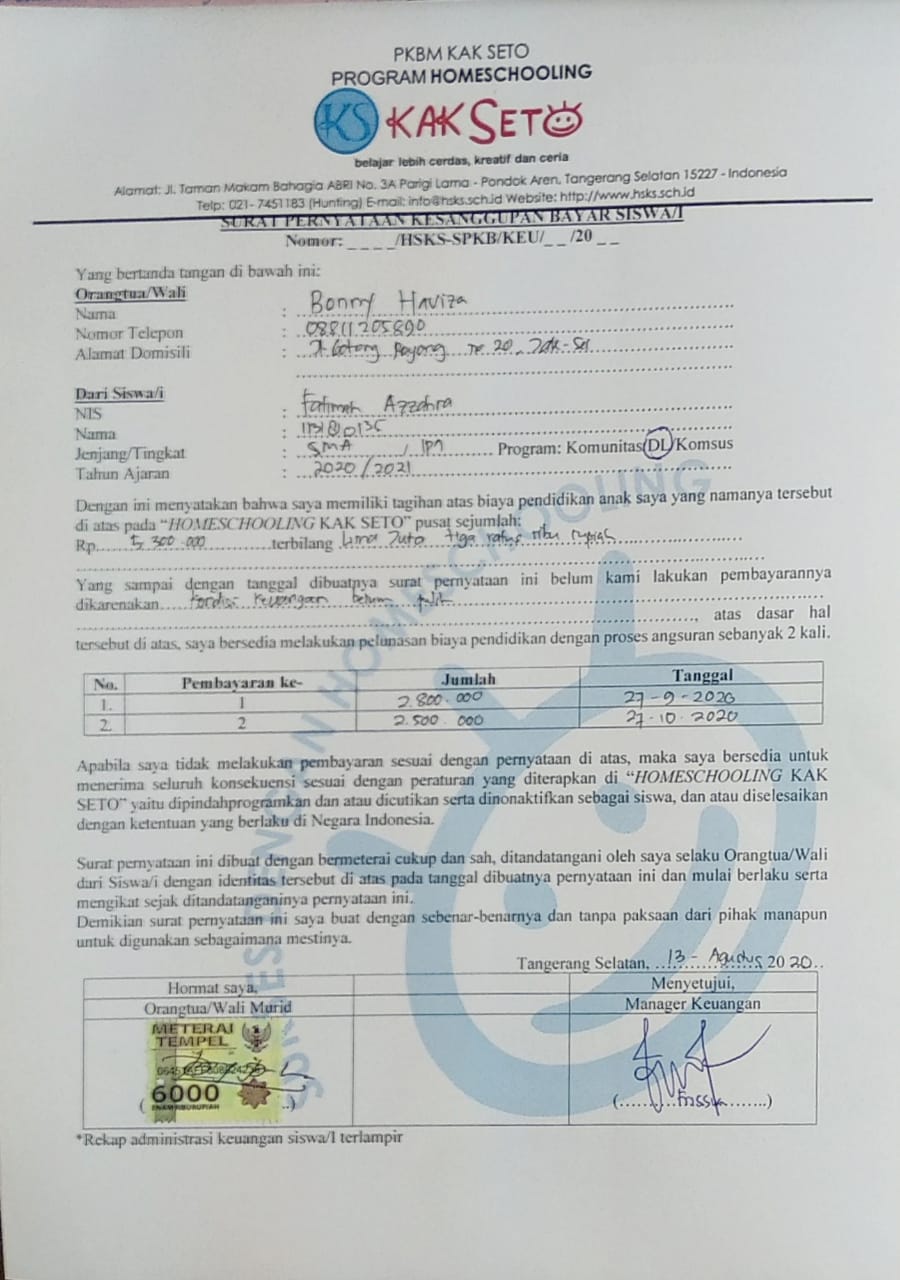 PKBM KAK SETO
PROGRAM HOMESCHOOLING
KS KAK SETO
belajar lebih cerdas, kreatif dan ceria
Alamat: Jl. Taman Makam Bahagia ABRI No. 3A Parigi Lama - Pondok Aren, Tangerang Selatan 15227 - Indonesia
Telp: 021- 7451183 (Hunting) E-mail: info@hsks.sch.id Website: http://www.hsks.sch.id
SURAT PERNYATAAN KESANGGUPAN BAYAR SISWA/I
Nomor: _ _ _ _/HSKS-SPKB/KEU/_ _ /20 _ _
Yang bertanda tangan di bawah ini:
Orangtua/Wali
Nama : Bonny Haviza
Nomor Telepon : 08811205890
Alamat Domisili : Jl. Gotong Royong No 20. Jak-Sel
Dari Siswa/i
NIS : Fatimah Azzahra
Nama :
Jenjang/Tingkat : SMA / IPA Program: Komunitas/DL/Komsus
Tahun Ajaran : 2020/2021
Dengan ini menyatakan bahwa saya memiliki tagihan atas biaya pendidikan anak saya yang namanya tersebut
di atas pada “HOMESCHOOLING KAK SETO” pusat sejumlah:
Rp. 5.300.000 terbilang Lima Juta tiga ratus ribu rupiah
Yang sampai dengan tanggal dibuatnya surat pernyataan ini belum kami lakukan pembayarannya
dikarenakan kondisi keuangan belum pulih
, atas dasar hal
tersebut di atas, saya bersedia melakukan pelunasan biaya pendidikan dengan proses angsuran sebanyak 2 kali.
No. Pembayaran ke- Jumlah Tanggal
1. 1 2.800.000 27-9-2020
2. 2 2.500.000 27.10.2020
Apabila saya tidak melakukan pembayaran sesuai dengan pernyataan di atas, maka saya bersedia untuk
menerima seluruh konsekuensi sesuai dengan peraturan yang diterapkan di “HOMESCHOOLING KAK
SETO” yaitu dipindahprogramkan dan atau dicutikan serta dinonaktifkan sebagai siswa, dan atau diselesaikan
dengan ketentuan yang berlaku di Negara Indonesia.
Surat pernyataan ini dibuat dengan bermeterai cukup dan sah, ditandatangani oleh saya selaku Orangtua/Wali
dari Siswa/i dengan identitas tersebut di atas pada tanggal dibuatnya pernyataan ini dan mulai berlaku serta
mengikat sejak ditandatanganinya pernyataan ini.
Demikian surat pernyataan ini saya buat dengan sebenar-benarnya dan tanpa paksaan dari pihak manapun
untuk digunakan sebagaimana mestinya.
Tangerang Selatan, 13 - Agustus 2020
Hormat saya, Menyetujui,
Orangtua/Wali Murid Manager Keuangan
METERAI
TEMPEL
6000
ENAM RIBU RUPIAH
*Rekap administrasi keuangan siswa/I terlampir